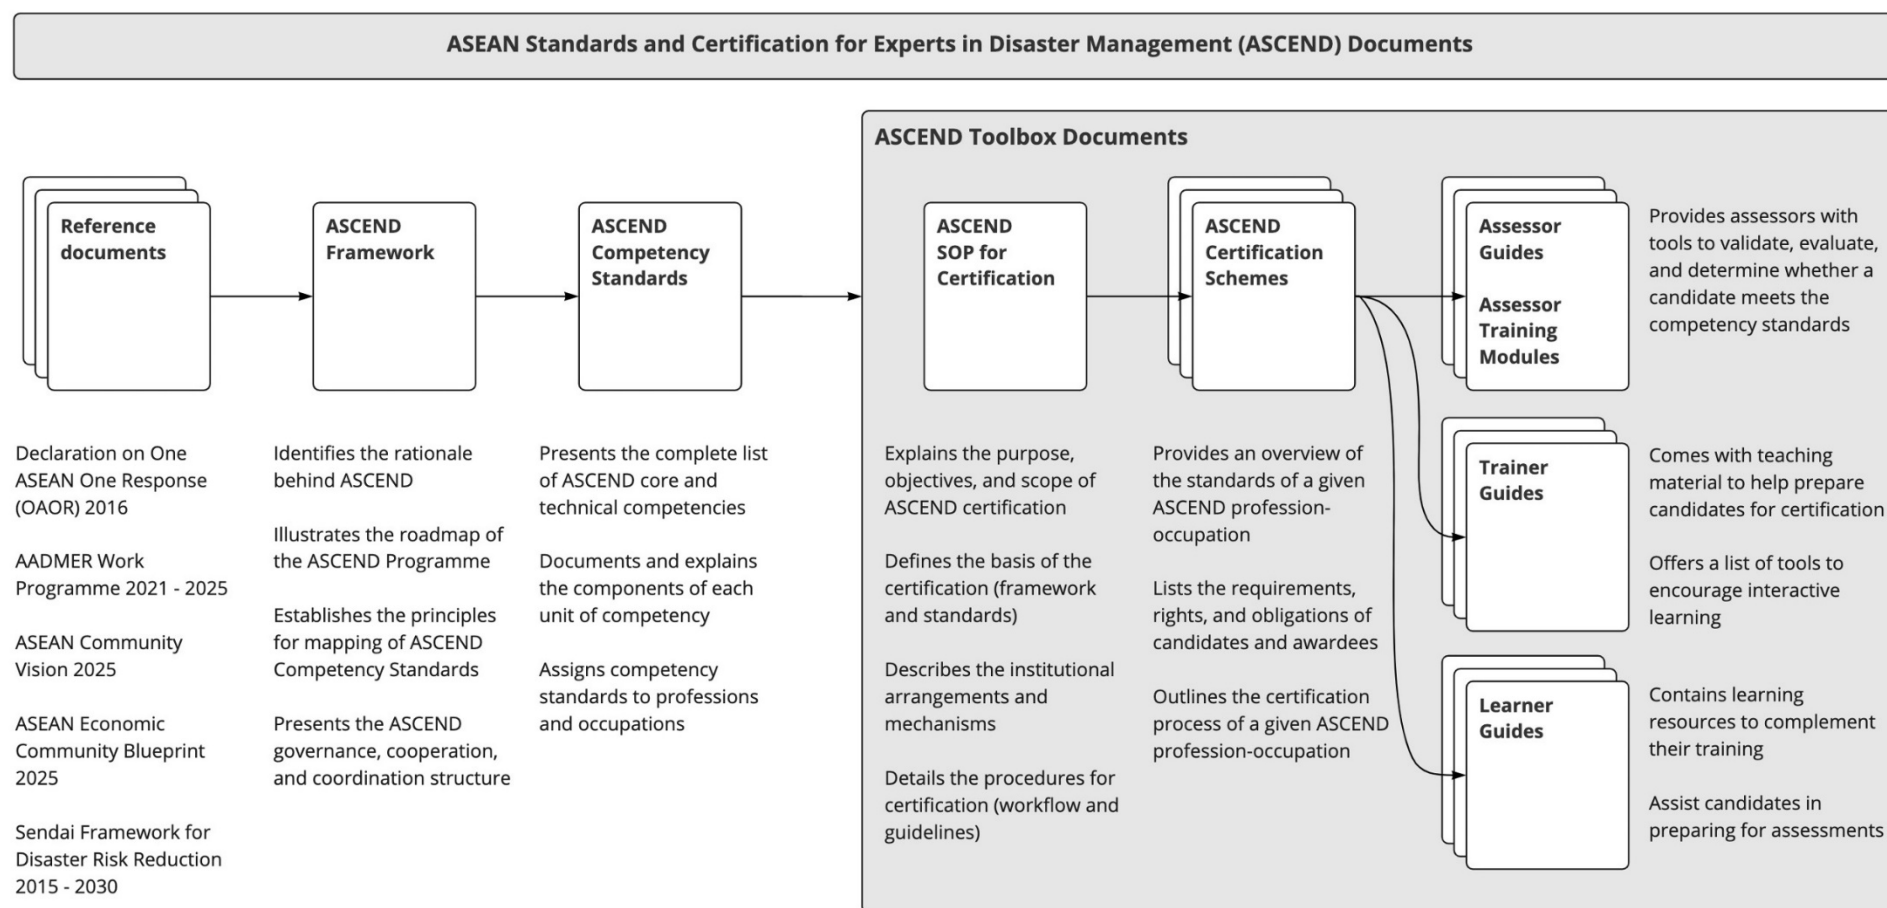 ASEAN Standards and Certification for Experts in Disaster Management (ASCEND) Documents
ASCEND Toolbox Documents
Reference
documents
ASCEND
Framework
ASCEND
Competency
Standards
ASCEND
SOP for
Certification
ASCEND
Certification
Schemes
Assessor
Guides
Assessor
Training
Modules
Provides assessors with
tools to validate, evaluate,
and determine whether a
candidate meets the
competency standards
Trainer
Guides
Comes with teaching
material to help prepare
candidates for certification
Offers a list of tools to
encourage interactive
learning
Learner
Guides
Contains learning
resources to complement
their training
Assist candidates in
preparing for assessments
Declaration on One
ASEAN One Response
(OAOR) 2016
AADMER Work
Programme 2021 - 2025
ASEAN Community
Vision 2025
ASEAN Economic
Community Blueprint
2025
Sendai Framework for
Disaster Risk Reduction
2015 - 2030
Identifies the rationale
behind ASCEND
Illustrates the roadmap of
the ASCEND Programme
Establishes the principles
for mapping of ASCEND
Competency Standards
Presents the ASCEND
governance, cooperation,
and coordination structure
Presents the complete list
of ASCEND core and
technical competencies
Documents and explains
the components of each
unit of competency
Assigns competency
standards to professions
and occupations
Explains the purpose,
objectives, and scope of
ASCEND certification
Defines the basis of the
certification (framework
and standards)
Describes the institutional
arrangements and
mechanisms
Details the procedures for
certification (workflow and
guidelines)
Provides an overview of
the standards of a given
ASCEND profession-
occupation
Lists the requirements,
rights, and obligations of
candidates and awardees
Outlines the certification
process of a given ASCEND
profession-occupation